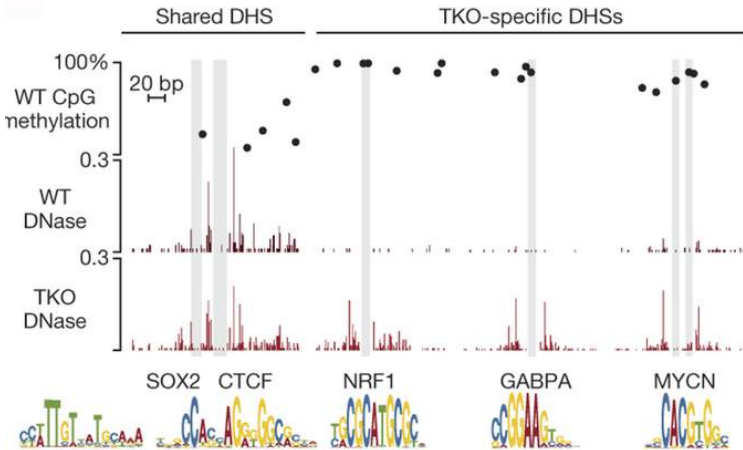 Shared DHS TKO-specific DHSs
100%
20 bp
WT CpG
methylation
0.3
WT
DNase
0.3
TKO
DNase
SOX2 CTCF NRF1 GABPA MYCN